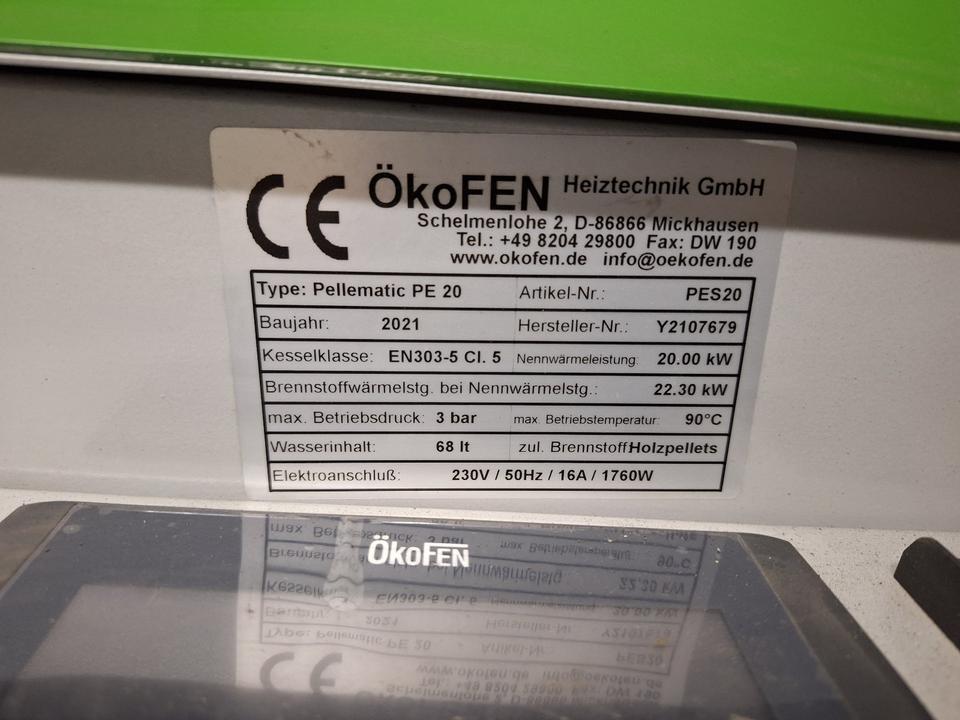 CE
ÖkoFEN Heiztechnik GmbH
Schelmenlohe 2, D-86866 Mickhausen
Tel.: +49 8204 29800 Fax: DW 190
www.okofen.de info@oekofen.de
Type: Pellematic PE 20 Artikel-Nr.: PES20
Baujahr: 2021 Hersteller-Nr.: Y2107679
Kesselklasse: EN303-5 Cl. 5 Nennwärmeleistung: 20.00 kW
Brennstoffwärmelstg. bei Nennwärmelstg.: 22.30 kW
max. Betriebsdruck: 3 bar max. Betriebstemperatur: 90°C
Wasserinhalt: 68 lt zul. Brennstoff Holzpellets
Elektroanschluß: 230V / 50Hz / 16A / 1760W
ÖkoFEN